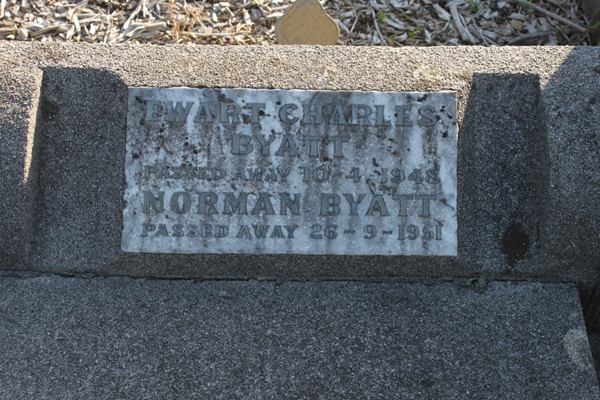 EWART CHARLES
BYATT
PASSED AWAY 10-4-1948
NORMAN BYATT
PASSED AWAY 26-9-1951